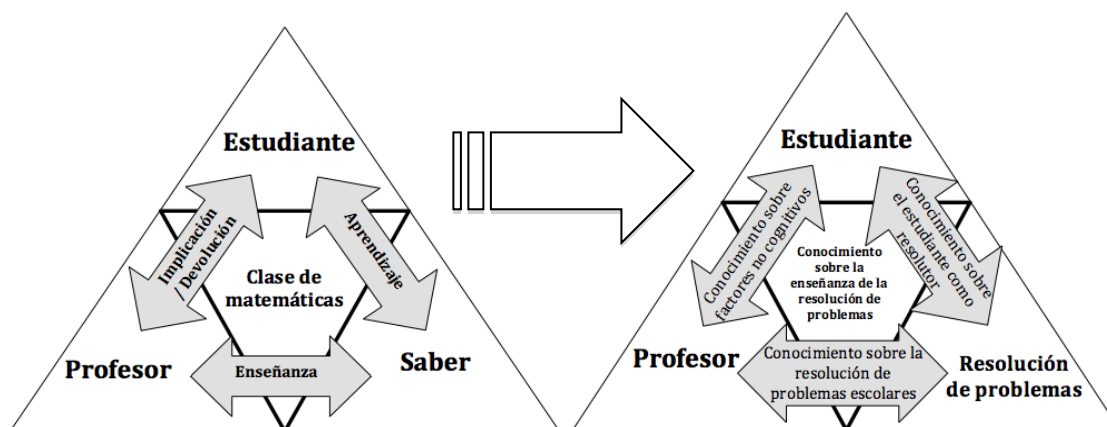 Estudiante
Implicación
/ Devolución
Aprendizaje
Clase de
matemáticas
Profesor
Saber
Enseñanza
Estudiante
Conocimiento sobre
factores no cognitivos
Conocimiento sobre
el estudiante como
resolutor
Conocimiento
sobre la
enseñanza de la
resolución de
problemas
Profesor
Conocimiento sobre la
resolución de
problemas escolares
Resolución
de problemas